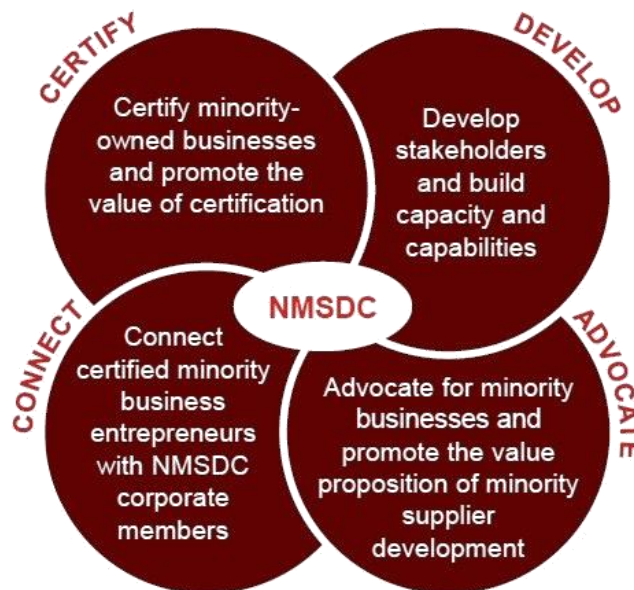 CERTIFY
Certify minority-
owned businesses
and promote the
value of certification
DEVELOP
Develop
stakeholders
and build
capacity and
capabilities
NMSDC
CONNECT
Connect
certified minority
business
entrepreneurs
with NMSDC
corporate
members
ADVOCATE
Advocate for minority
businesses and
promote the value
proposition of minority
supplier
development